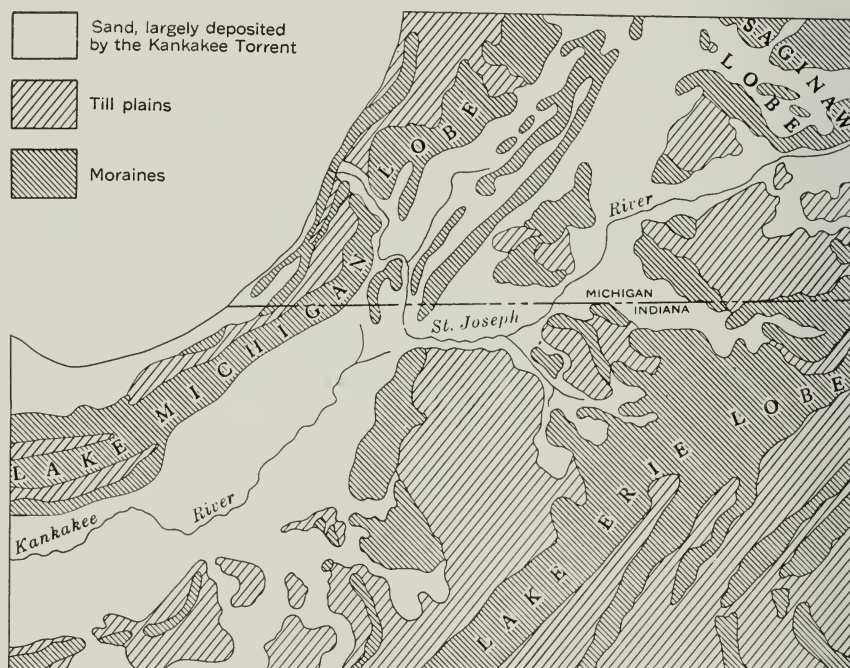 Sand, largely deposited
by the Kankakee Torrent
Till plains
Moraines
SAGINAW
LOBE
LAKE MICHIGAN LOBE
River
MICHIGAN
INDIANA
St. Joseph
LAKE ERIE LOBE
Kankakee River